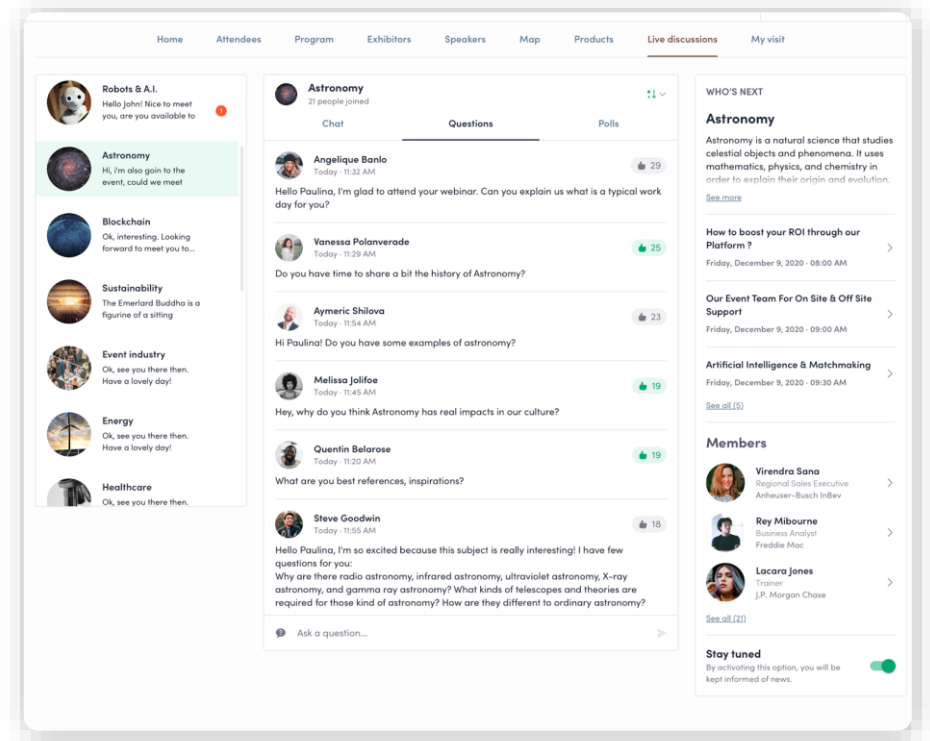 Home
Attendees
Program
Exhibitors
Speakers
Map
Products
Live discussions
My visit
Robots & A.I.
Hello John! Nice to meet
you, are you available to
!
Astronomy
Hi, i'm also goin to the
event, could we meet
Blockchain
Ok, interesting. Looking
forward to meet you to...
Sustainability
The Emerlard Buddha is a
figurine of a sitting
Event industry
Ok, see you there then.
Have a lovely day!
Energy
Ok, see you there then.
Have a lovely day!
Healthcare
Ok, see you there then.
Astronomy
21 people joined
Chat
Questions
Polls
Angelique Banlo
Today · 11:32 AM
29
Hello Paulina, I'm glad to attend your webinar. Can you explain us what is a typical work
day for you?
Vanessa Polanverade
Today · 11:29 AM
25
Do you have time to share a bit the history of Astronomy?
Aymeric Shilova
Today · 11:54 AM
23
Hi Paulina! Do you have some examples of astronomy?
Melissa Jolifoe
Today · 11:45 AM
19
Hey, why do you think Astronomy has real impacts in our culture?
Quentin Belarose
Today · 11:20 AM
19
What are you best references, inspirations?
Steve Goodwin
Today · 11:55 AM
18
Hello Paulina, I'm so excited because this subject is really interesting! I have few
questions for you:
Why are there radio astronomy, infrared astronomy, ultraviolet astronomy, X-ray
astronomy, and gamma ray astronomy? What kinds of telescopes and theories are
required for those kind of astronomy? How are they different to ordinary astronomy?
Ask a question...
WHO'S NEXT
Astronomy
Astronomy is a natural science that studies
celestial objects and phenomena. It uses
mathematics, physics, and chemistry in
order to explain their origin and evolution.
See more
How to boost your ROI through our
Platform ?
Friday, December 9, 2020 · 08:00 AM
Our Event Team For On Site & Off Site
Support
Friday, December 9, 2020 · 09:00 AM
Artificial Intelligence & Matchmaking
Friday, December 9, 2020 · 09:30 AM
See all (5)
Members
Virendra Sana
Regional Sales Executive
Anheuser-Busch InBev
Rey Mibourne
Business Analyst
Freddie Mac
Lacara Jones
Trainer
J.P. Morgan Chase
See all (21)
Stay tuned
By activating this option, you will be
kept informed of news.